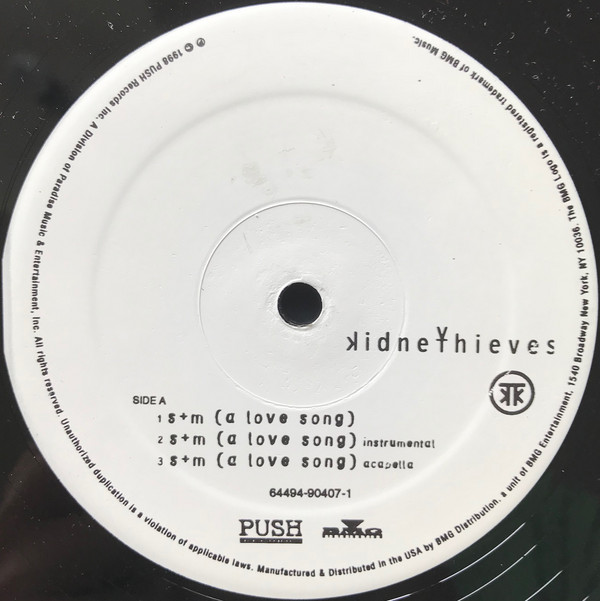 ℗ © 1998 PUSH Records Inc. A Division of Paradise Music & Entertainment, Inc. All rights reserved. Unauthorized duplication is a violation of applicable laws. Manufactured & Distributed in the USA by BMG Distribution, a unit of BMG Entertainment, 1540 Broadway New York, NY 10036. The BMG Logo is a registered trademark of BMG Music.
kidneyThieves
SIDE A
1 s+m (a love song)
2 s+m (a love song) instrumental
3 s+m (a love song) acapella
64494-90407-1
PUSH
BMG